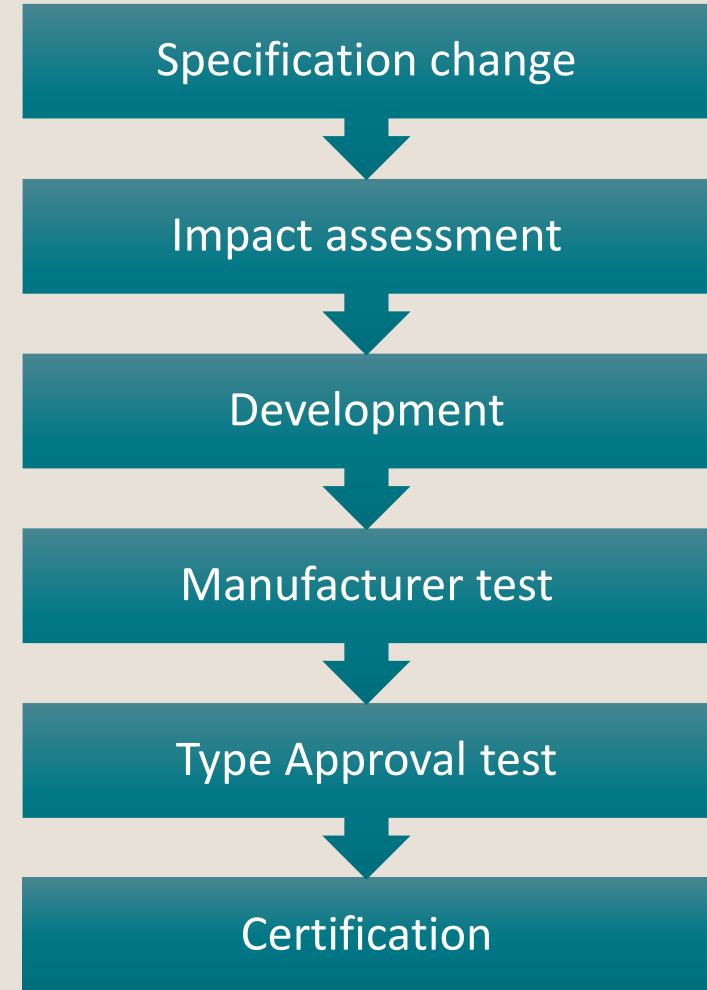 Specification change
Impact assessment
Development
Manufacturer test
Type Approval test
Certification